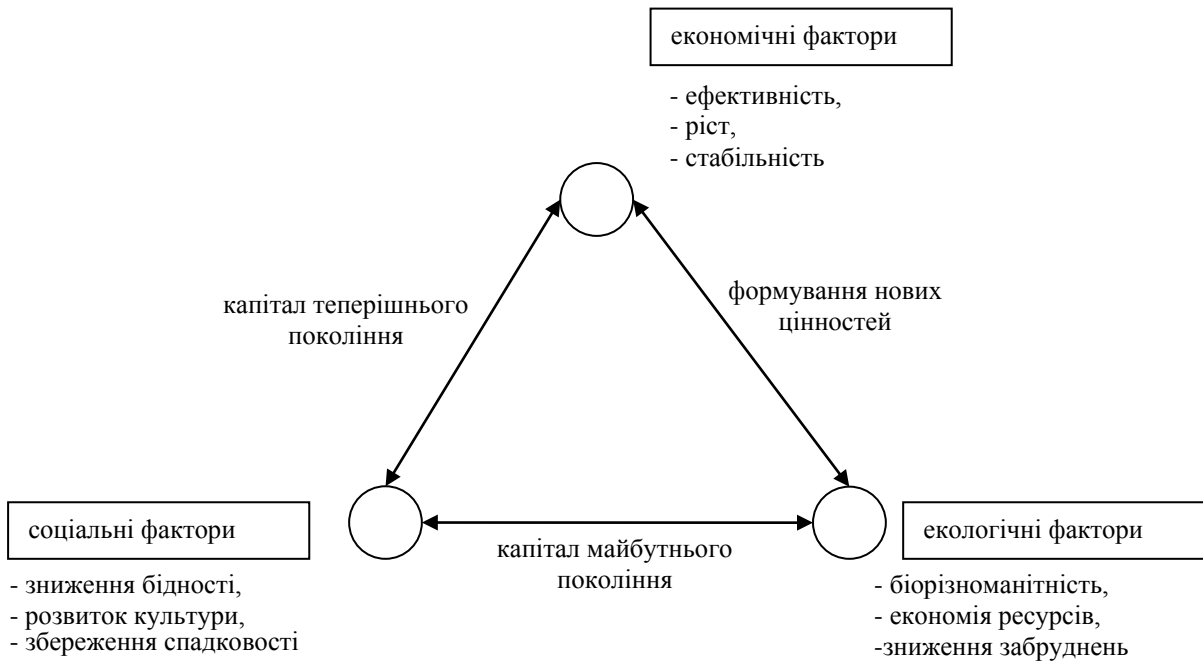 економічні фактори
- ефективність,
- ріст,
- стабільність
капітал теперішнього
покоління
формування нових
цінностей
соціальні фактори
- зниження бідності,
- розвиток культури,
- збереження спадковості
капітал майбутнього
покоління
екологічні фактори
- біорізноманітність,
- економія ресурсів,
-зниження забруднень